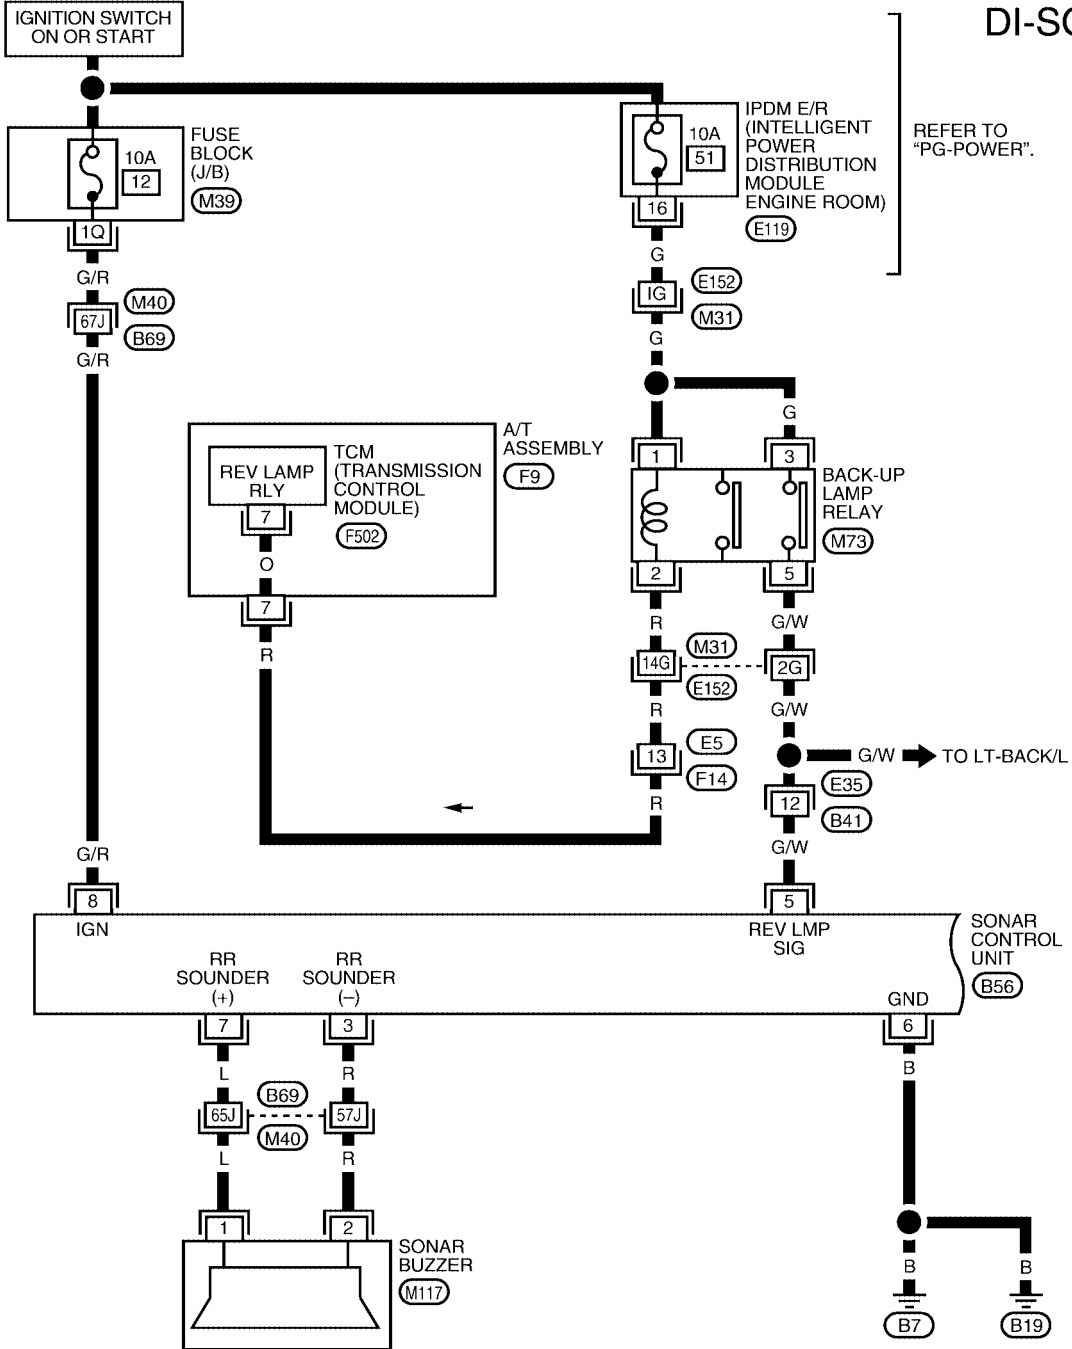 IGNITION SWITCH
ON OR START
DI-SO
FUSE
BLOCK
(J/B)
M39
10A
12
1Q
G/R
M40
67J
B69
G/R
IPDM E/R
(INTELLIGENT
POWER
DISTRIBUTION
MODULE
ENGINE ROOM)
E119
10A
51
16
REFER TO
“PG-POWER”.
G
IG
E152
M31
G
G
A/T
ASSEMBLY
F9
TCM
(TRANSMISSION
CONTROL
MODULE)
F502
REV LAMP
RLY
7
O
7
R
1
3
BACK-UP
LAMP
RELAY
M73
2
5
R
G/W
14G
M31
E152
2G
R
G/W
13
E5
F14
G/W
TO LT-BACK/L
E35
12
B41
R
G/W
G/R
8
IGN
5
REV LMP
SIG
SONAR
CONTROL
UNIT
B56
RR
SOUNDER
(+)
RR
SOUNDER
(–)
GND
7
3
6
L
R
B
B69
65J
57J
M40
L
R
1
2
SONAR
BUZZER
M117
B
B
B7
B19